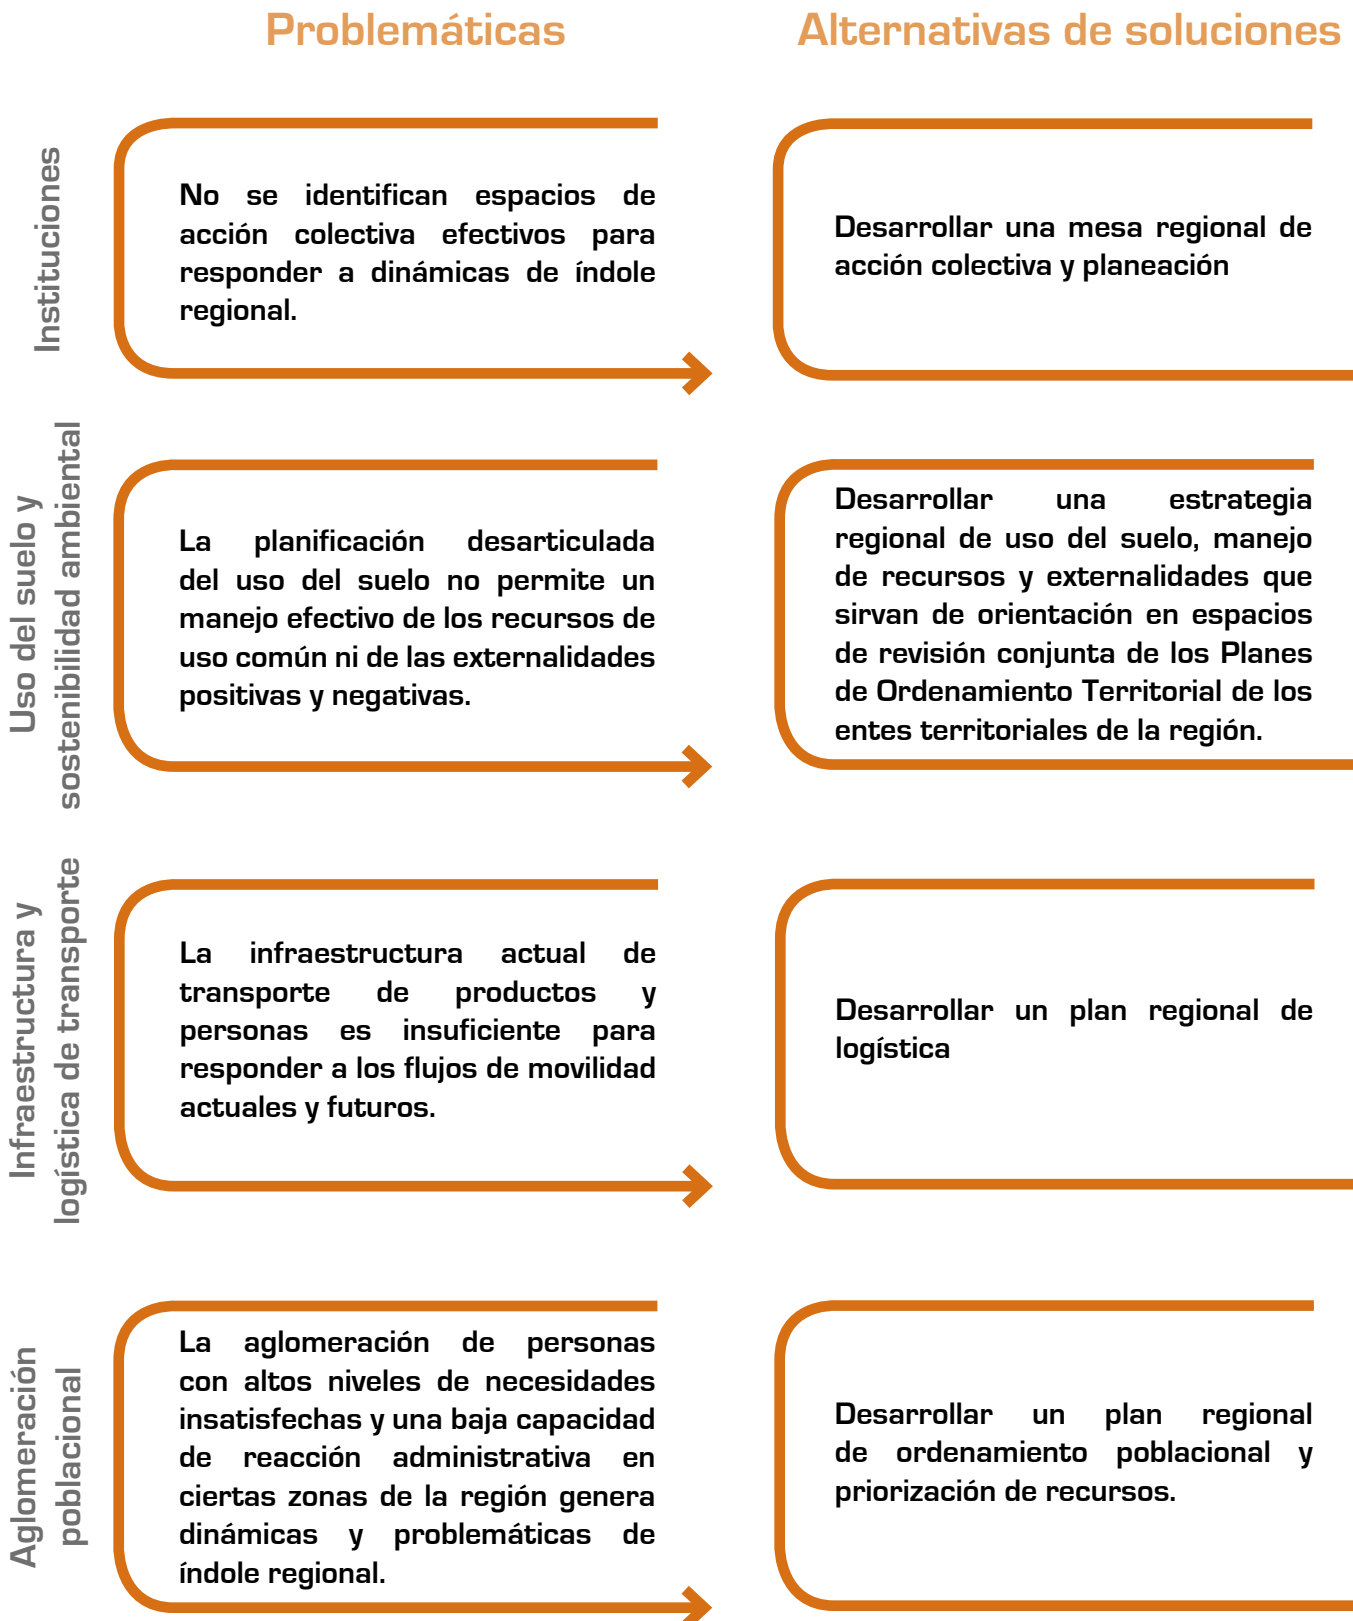 Problemáticas
Alternativas de soluciones
Instituciones
No se identifican espacios de
acción colectiva efectivos para
responder a dinámicas de índole
regional.
Desarrollar una mesa regional de
acción colectiva y planeación
Uso del suelo y
sostenibilidad ambiental
La planificación desarticulada
del uso del suelo no permite un
manejo efectivo de los recursos de
uso común ni de las externalidades
positivas y negativas.
Desarrollar una estrategia
regional de uso del suelo, manejo
de recursos y externalidades que
sirvan de orientación en espacios
de revisión conjunta de los Planes
de Ordenamiento Territorial de los
entes territoriales de la región.
Infraestructura y
logística de transporte
La infraestructura actual de
transporte de productos y
personas es insuficiente para
responder a los flujos de movilidad
actuales y futuros.
Desarrollar un plan regional de
logística
Aglomeración
poblacional
La aglomeración de personas
con altos niveles de necesidades
insatisfechas y una baja capacidad
de reacción administrativa en
ciertas zonas de la región genera
dinámicas y problemáticas de
índole regional.
Desarrollar un plan regional
de ordenamiento poblacional y
priorización de recursos.